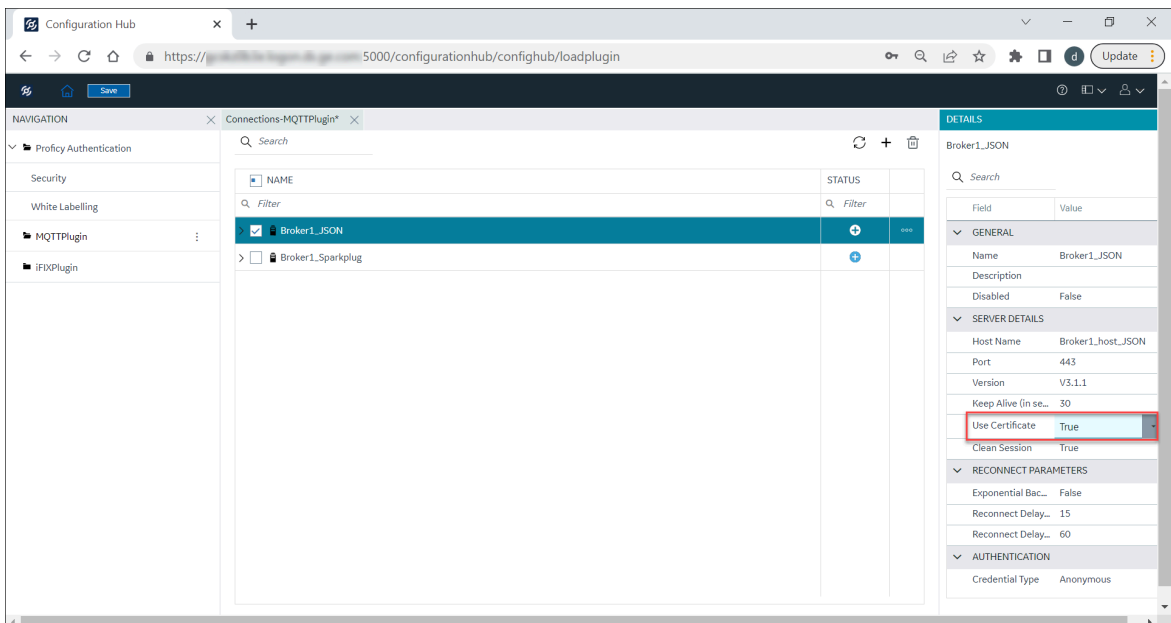 Configuration Hub
https:// 5000/configurationhub/confighub/loadplugin
d
Update
Save
NAVIGATION
Proficy Authentication
Security
White Labelling
MQTTPlugin
iFIXPlugin
Connections-MQTTPlugin*
Search
NAME STATUS
Filter Filter
Broker1_JSON
Broker1_Sparkplug
DETAILS
Broker1_JSON
Search
Field Value
GENERAL
Name Broker1_JSON
Description
Disabled False
SERVER DETAILS
Host Name Broker1_host_JSON
Port 443
Version V3.1.1
Keep Alive (in se... 30
Use Certificate True
Clean Session True
RECONNECT PARAMETERS
Exponential Bac... False
Reconnect Delay... 15
Reconnect Delay... 60
AUTHENTICATION
Credential Type Anonymous